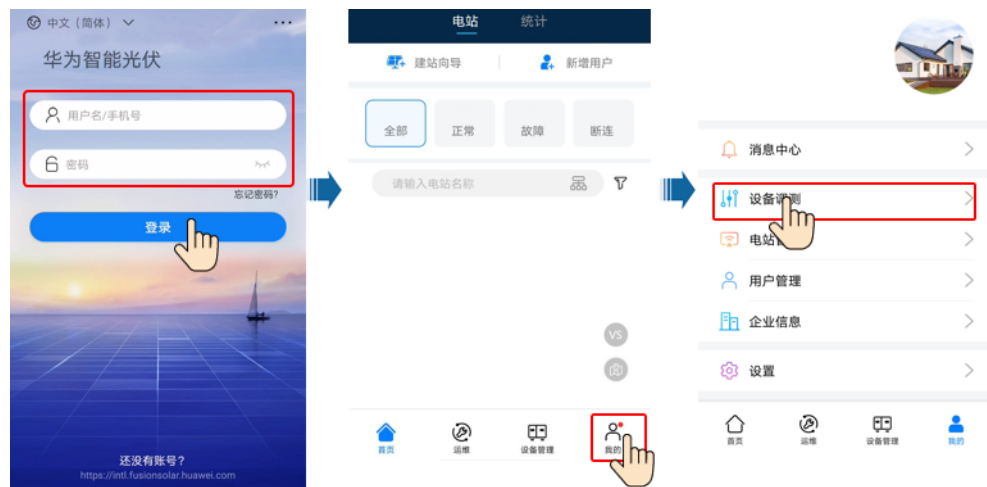 中文（简体）
华为智能光伏
用户名/手机号
密码
忘记密码?
登录
还没有账号？
https://intl.fusionsolar.huawei.com
电站 统计
建站向导 新增用户
全部 正常 故障 断连
请输入电站名称
VS
首页 运维 设备管理 我的
消息中心
设备调测
电站
用户管理
企业信息
设置
首页 运维 设备管理 我的